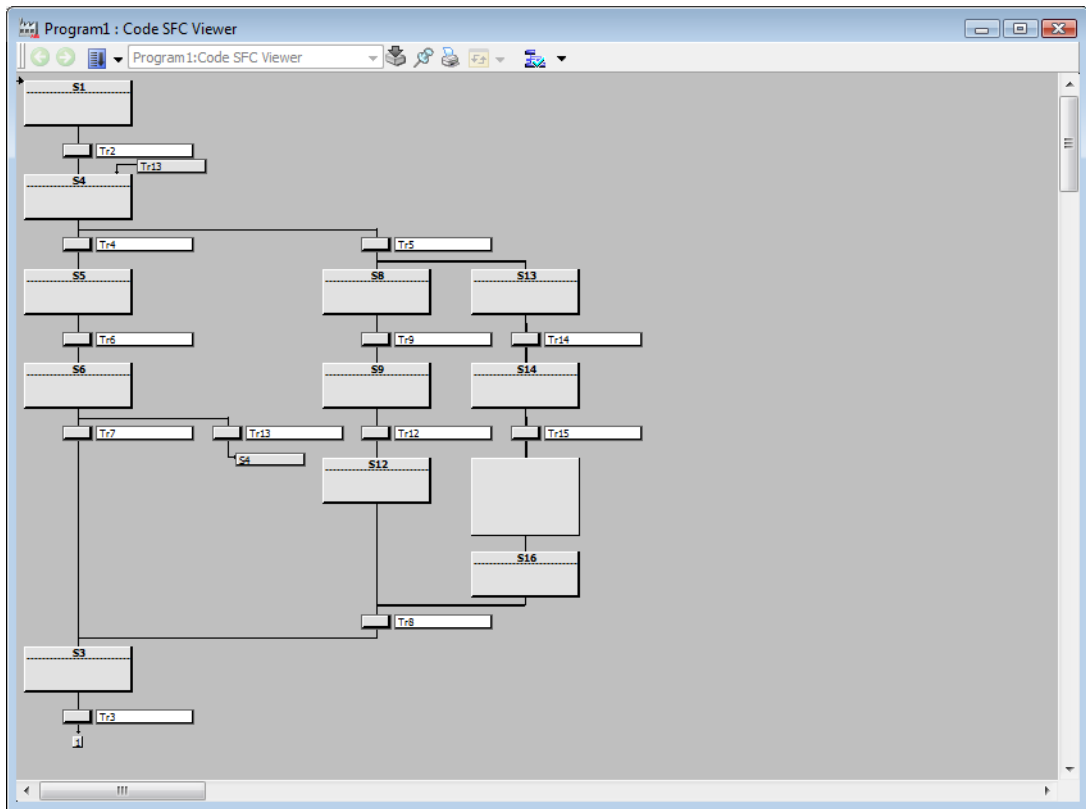 Program1 : Code SFC Viewer
Program1:Code SFC Viewer
S1
Tr2
Tr13
S4
Tr4
Tr5
S5
S8
S13
Tr6
Tr9
Tr14
S6
S9
S14
Tr7
Tr13
Tr12
Tr15
S4
S12
S16
Tr8
S3
Tr3
1